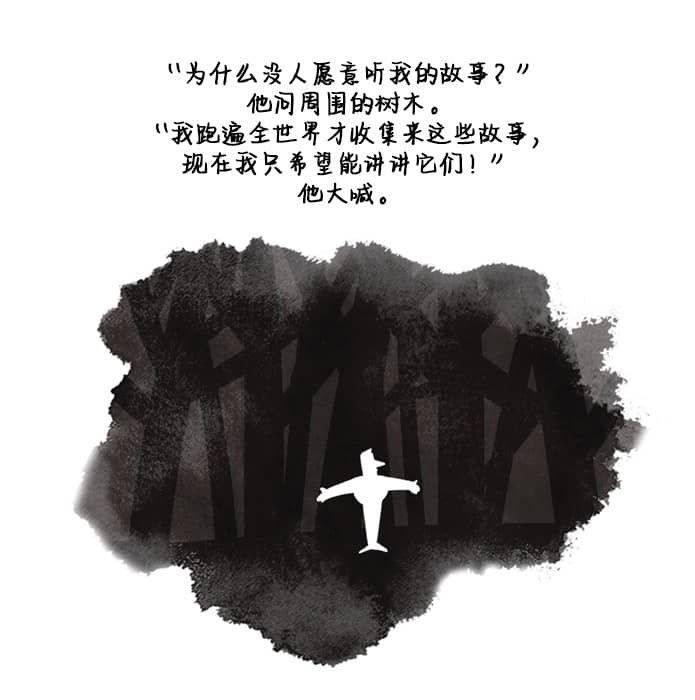 “为什么没人愿意听我的故事？”
他问周围的树木。
“我跑遍全世界才收集来这些故事，
现在我只希望能讲讲它们！”
他大喊。